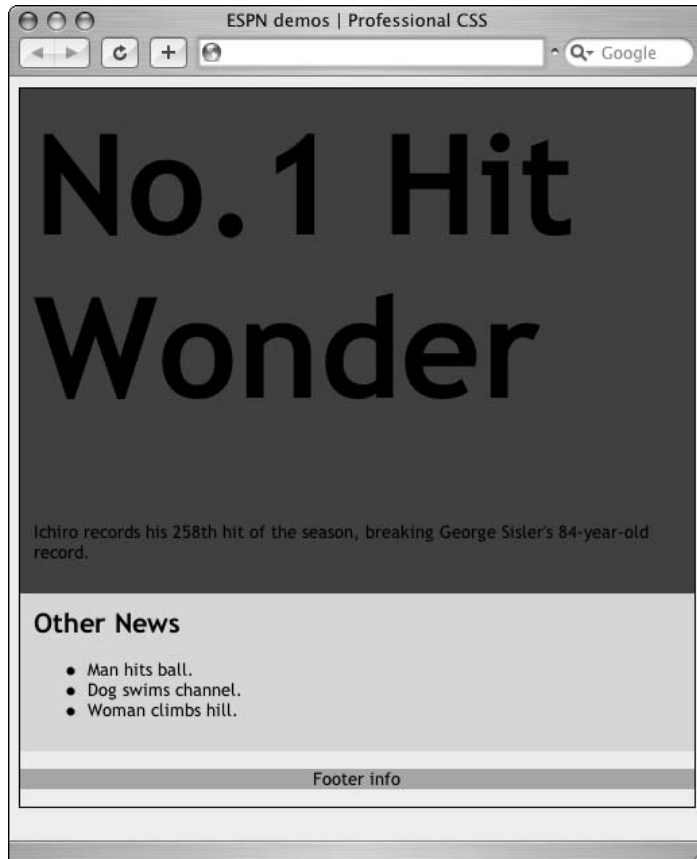 ESPN demos | Professional CSS
Google
No.1 Hit
Wonder
Ichiro records his 258th hit of the season, breaking George Sisler's 84-year-old
record.
Other News
Man hits ball.
Dog swims channel.
Woman climbs hill.
Footer info